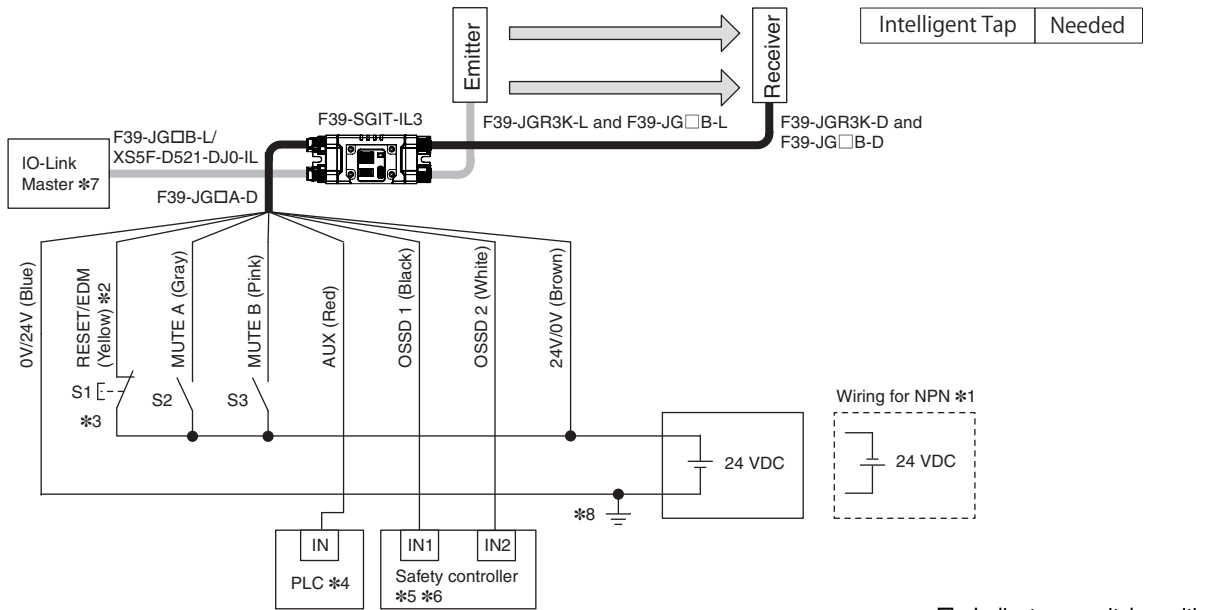 Intelligent Tap Needed
Emitter
Receiver
F39-SGIT-IL3
F39-JGR3K-L and F39-JG□B-L
F39-JGR3K-D and
F39-JG□B-D
F39-JG□B-L/
XS5F-D521-DJ0-IL
IO-Link
Master *7
F39-JG□A-D
0V/24V (Blue)
RESET/EDM
(Yellow) *2
MUTE A (Gray)
MUTE B (Pink)
AUX (Red)
OSSD 1 (Black)
OSSD 2 (White)
24V/0V (Brown)
S1
*3
S2
S3
24 VDC
Wiring for NPN *1
24 VDC
*8
IN
PLC *4
IN1
IN2
Safety controller
*5 *6